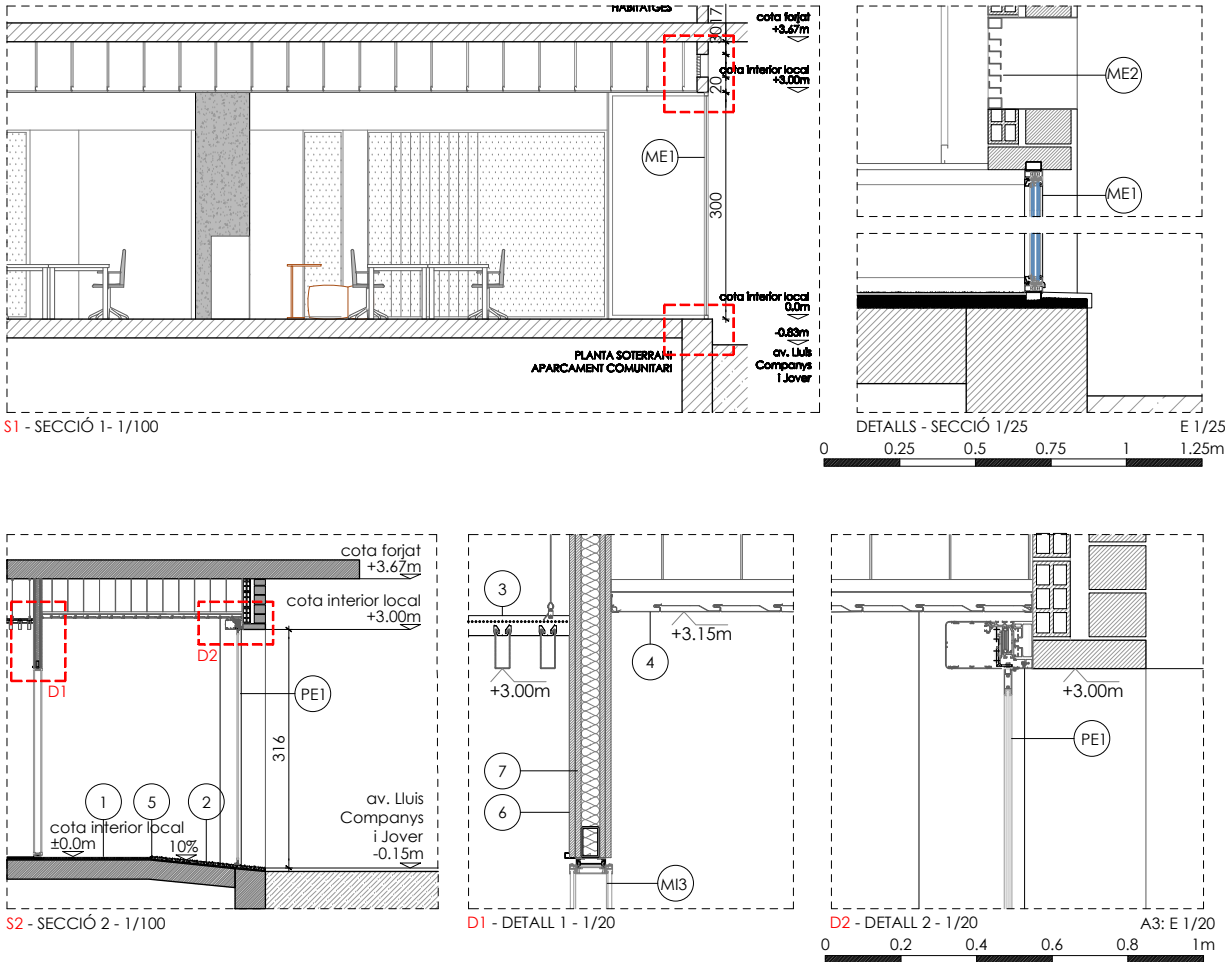 HABITATGES
cota forjat
+3.67m
3017
cota interior local
+3.00m
20
ME1
300
cota interior local
0.0m
-0.83m
av. Lluis
Companys
i Jover
PLANTA SOTERRANI
APARCAMENT COMUNITARI
S1 - SECCIÓ 1- 1/100
ME2
ME1
DETALLS - SECCIÓ 1/25
E 1/25
0 0.25 0.5 0.75 1 1.25m
cota forjat
+3.67m
cota interior local
+3.00m
D2
D1
PE1
316
1
5
2
cota interior local
±0.0m
10%
av. Lluis
Companys
i Jover
-0.15m
S2 - SECCIÓ 2 - 1/100
3
+3.15m
4
+3.00m
7
6
MI3
D1 - DETALL 1 - 1/20
+3.00m
PE1
D2 - DETALL 2 - 1/20
A3: E 1/20
0 0.2 0.4 0.6 0.8 1m